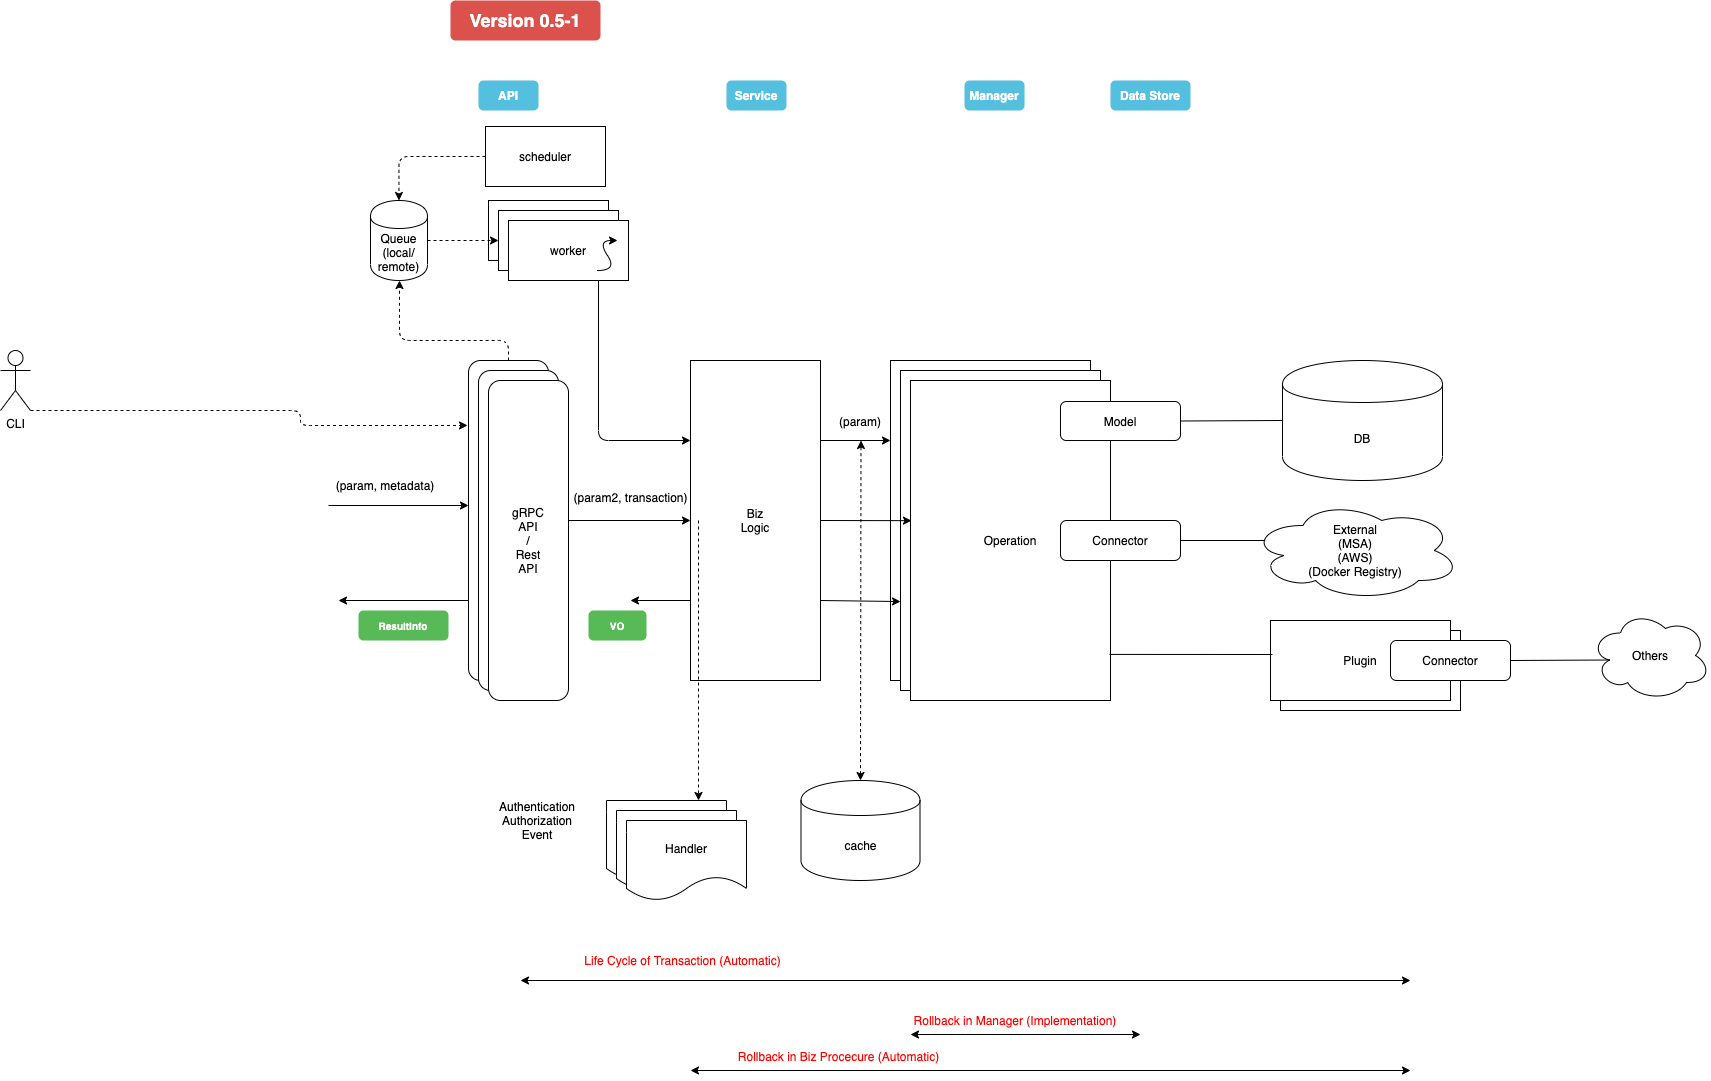 Version 0.5-1
API
Service
Manager
Data Store
scheduler
Queue
(local/
remote)
worker
CLI
(param, metadata)
gRPC
API
/
Rest
API
(param2, transaction)
ResultInfo
VO
Biz
Logic
(param)
Operation
Model
Connector
DB
External
(MSA)
(AWS)
(Docker Registry)
Plugin
Connector
Others
Authentication
Authorization
Event
Handler
cache
Life Cycle of Transaction (Automatic)
Rollback in Manager (Implementation)
Rollback in Biz Procecure (Automatic)